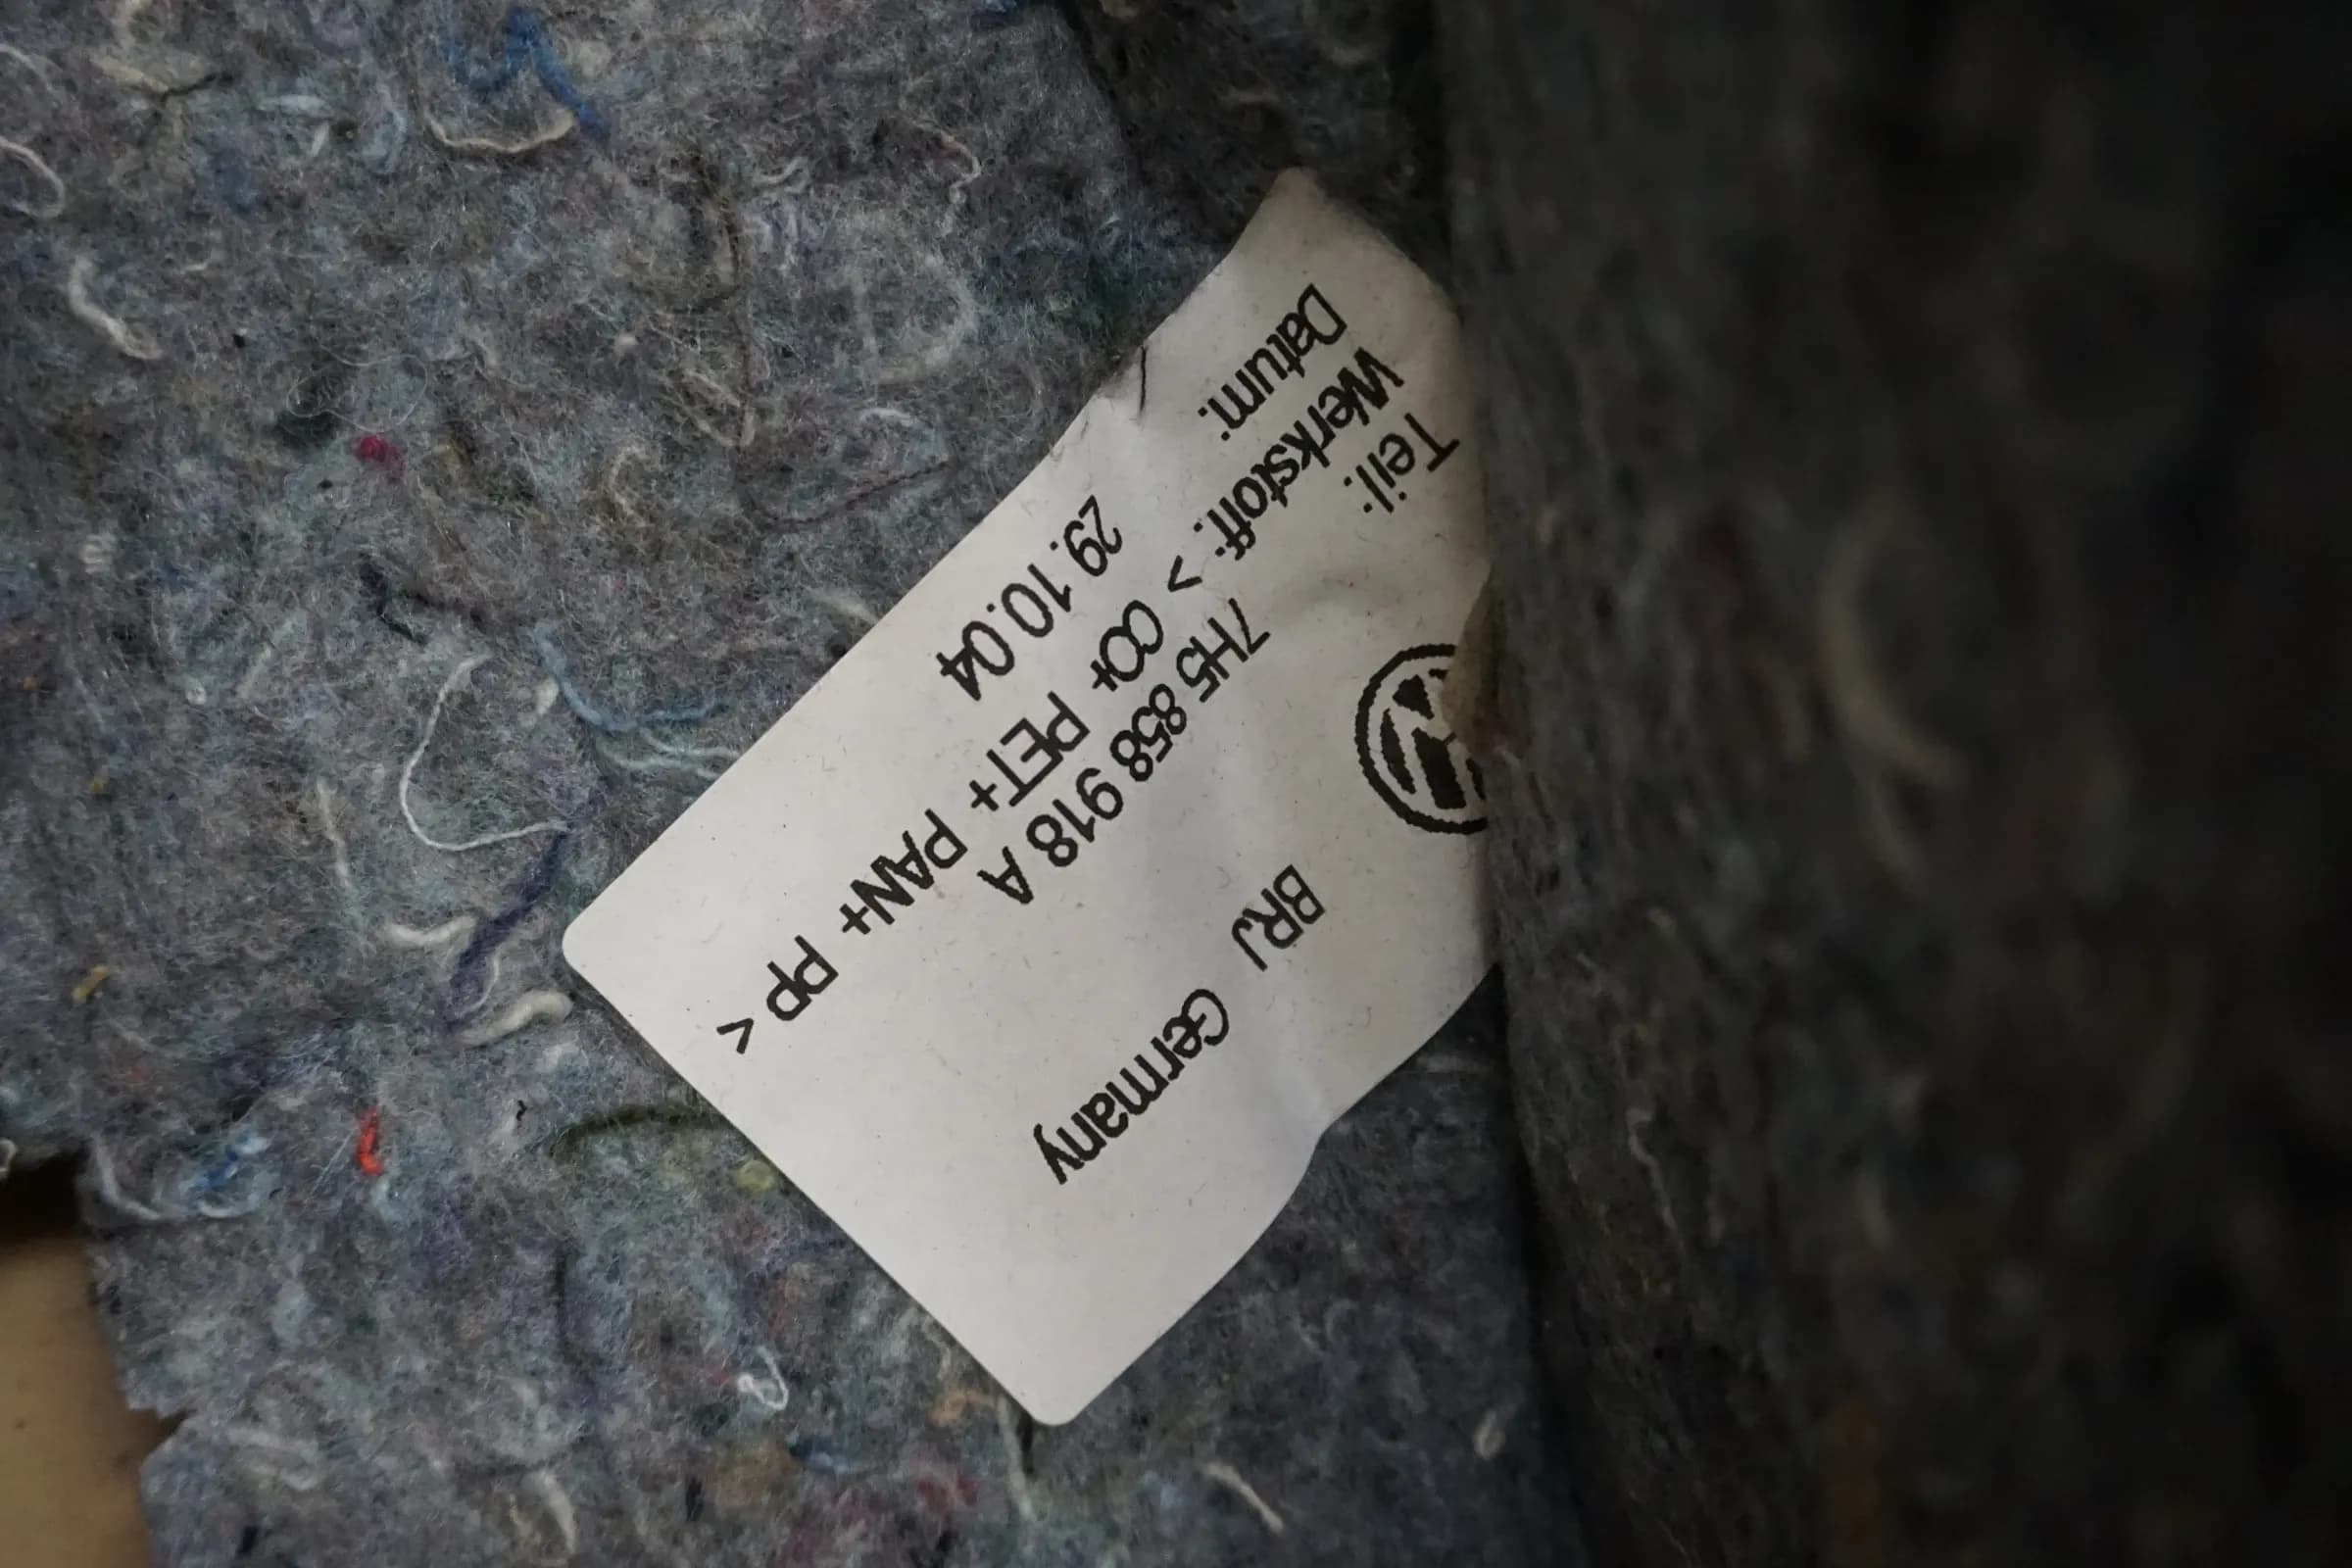 BRJ Germany
Teil: 7H5 858 918 A
Werkstoff: > CO+ PET+ PAN+ PP <
Datum: 29.10.04